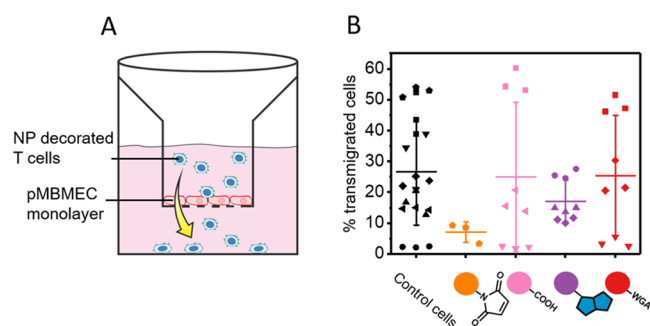 A
NP decorated
T cells
pMBMEC
monolayer
B
% transmigrated cells
60
50
40
30
20
10
0
Control cells
N
O
O
COOH
WGA